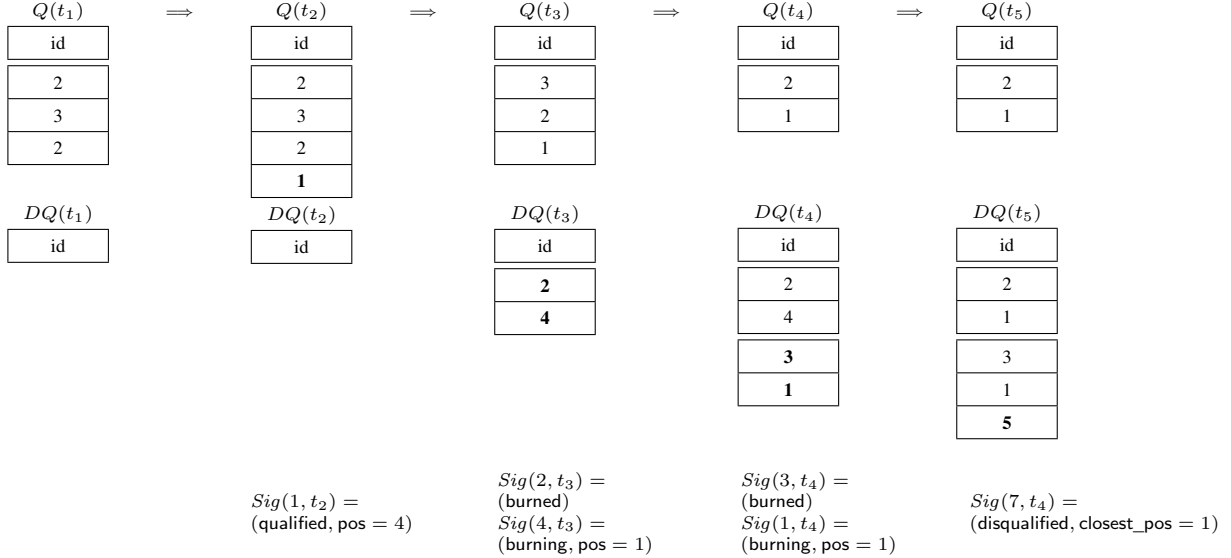 Q(t₁) ⟹ Q(t₂) ⟹ Q(t₃) ⟹ Q(t₄) ⟹ Q(t₅)
id id id id id
2 2 3 2 2
3 3 2 1 1
2 2 1
1
DQ(t₁) DQ(t₂) DQ(t₃) DQ(t₄) DQ(t₅)
id id id id id
2 2 2
4 4 1
3 3
1 1
5
Sig(1, t₂) =
(qualified, pos = 4)
Sig(2, t₃) =
(burned)
Sig(4, t₃) =
(burning, pos = 1)
Sig(3, t₄) =
(burned)
Sig(1, t₄) =
(burning, pos = 1)
Sig(7, t₄) =
(disqualified, closest_pos = 1)